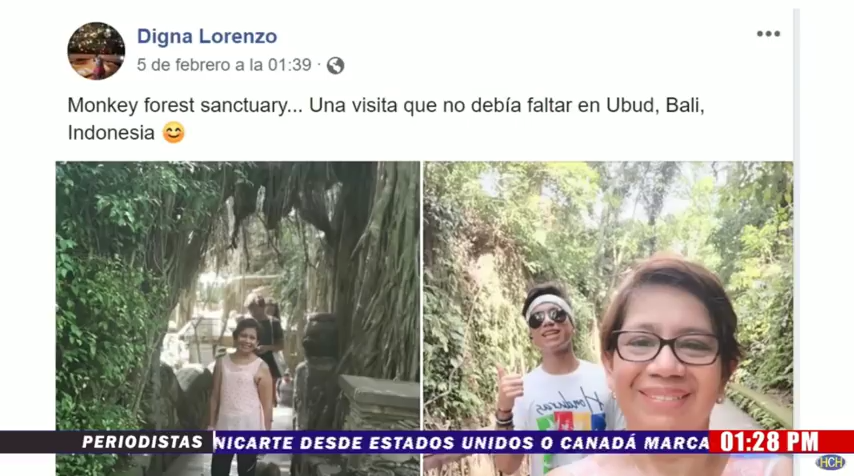 Digna Lorenzo
5 de febrero a la 01:39 ·
Monkey forest sanctuary... Una visita que no debía faltar en Ubud, Bali,
Indonesia 😊
Honduras
PERIODISTAS
NICARTE DESDE ESTADOS UNIDOS O CANADÁ MARCA
01:28 PM
HCH